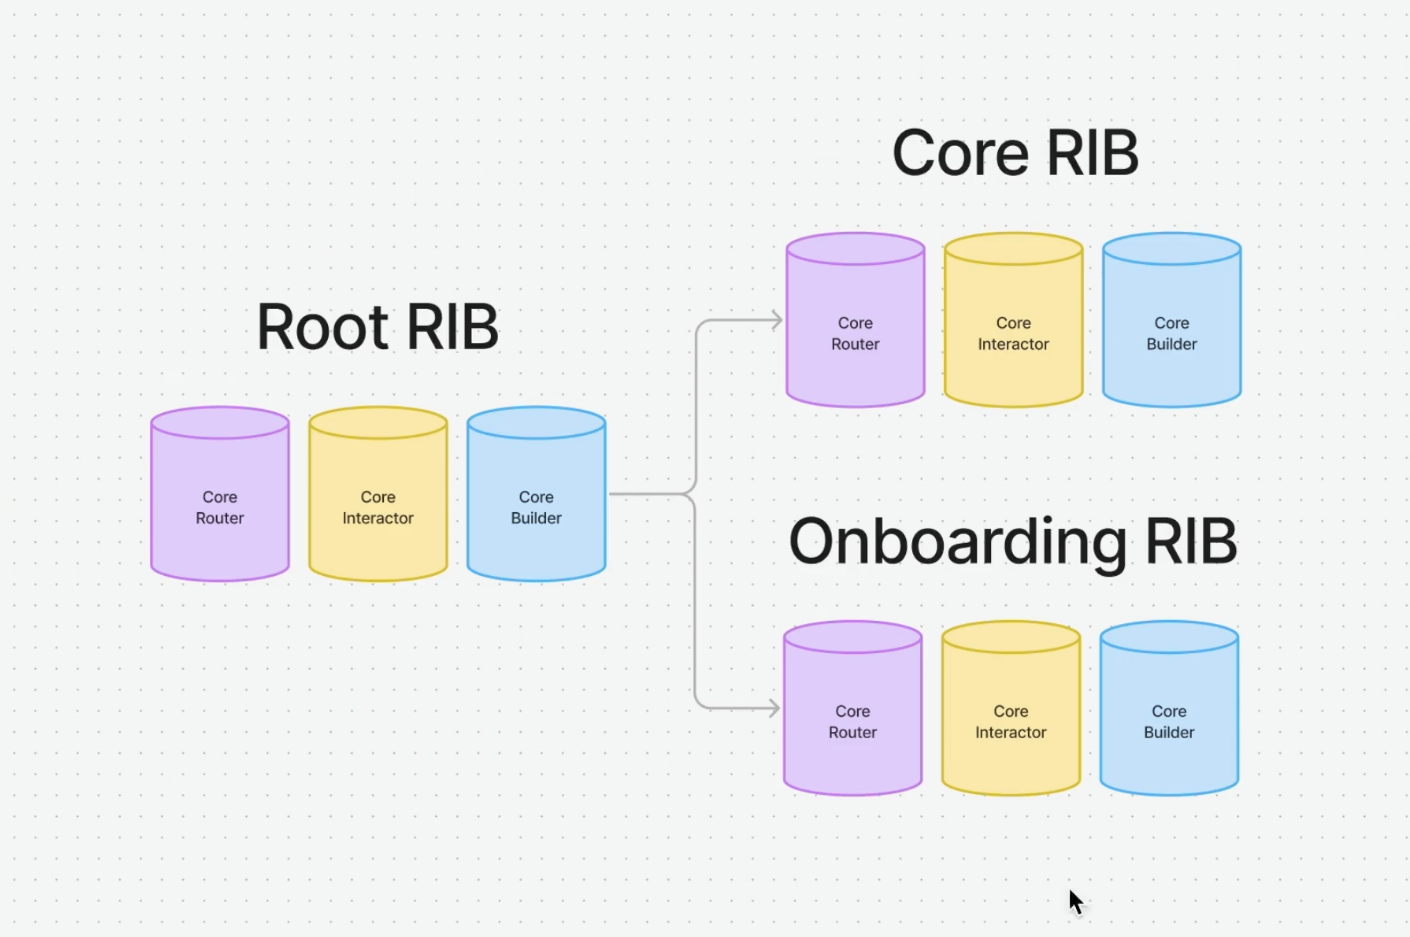 Root RIB
Core
Router
Core
Interactor
Core
Builder
Core RIB
Core
Router
Core
Interactor
Core
Builder
Onboarding RIB
Core
Router
Core
Interactor
Core
Builder